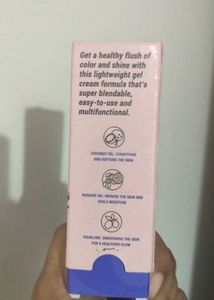 Get a healthy flush of
color and shine with
this lightweight gel
cream formula that's
super blendable,
easy-to-use and
multifunctional.
COCONUT OIL: CONDITIONS
AND SOFTENS THE SKIN
ROSEHIP OIL: REPAIRS THE SKIN AND
SEALS MOISTURE
SQUALENE: SMOOTHENS THE SKIN
FOR A HEALTHIER GLOW